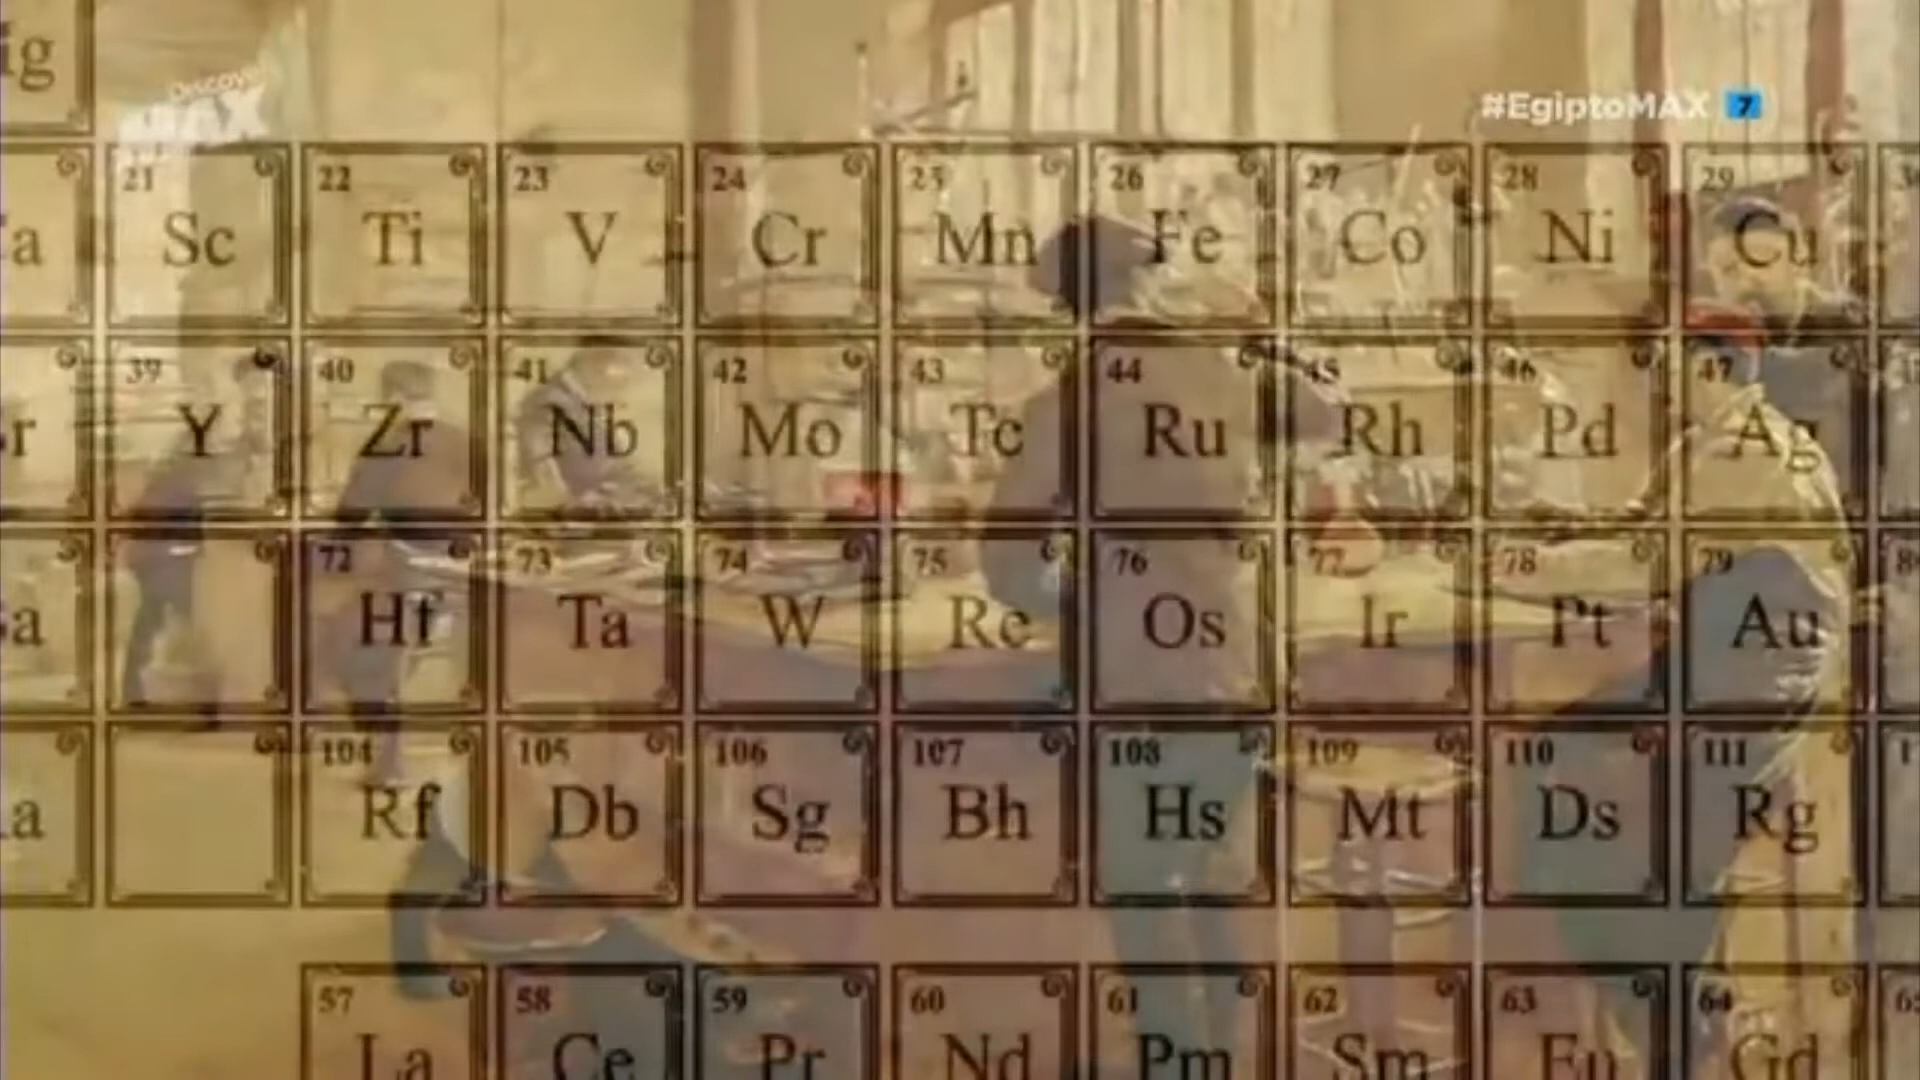 ig
Discovery
MAX
#EgiptoMAX 7
21 22 23 24 25 26 27 28 29
a Sc Ti V Cr Mn Fe Co Ni Cu
39 40 41 42 43 44 45 46 47
r Y Zr Nb Mo Tc Ru Rh Pd Ag
72 73 74 75 76 77 78 79
a Hf Ta W Re Os Ir Pt Au
104 105 106 107 108 109 110 111
a Rf Db Sg Bh Hs Mt Ds Rg
57 58 59 60 61 62 63 64
La Ce Pr Nd Pm Sm Eu Gd